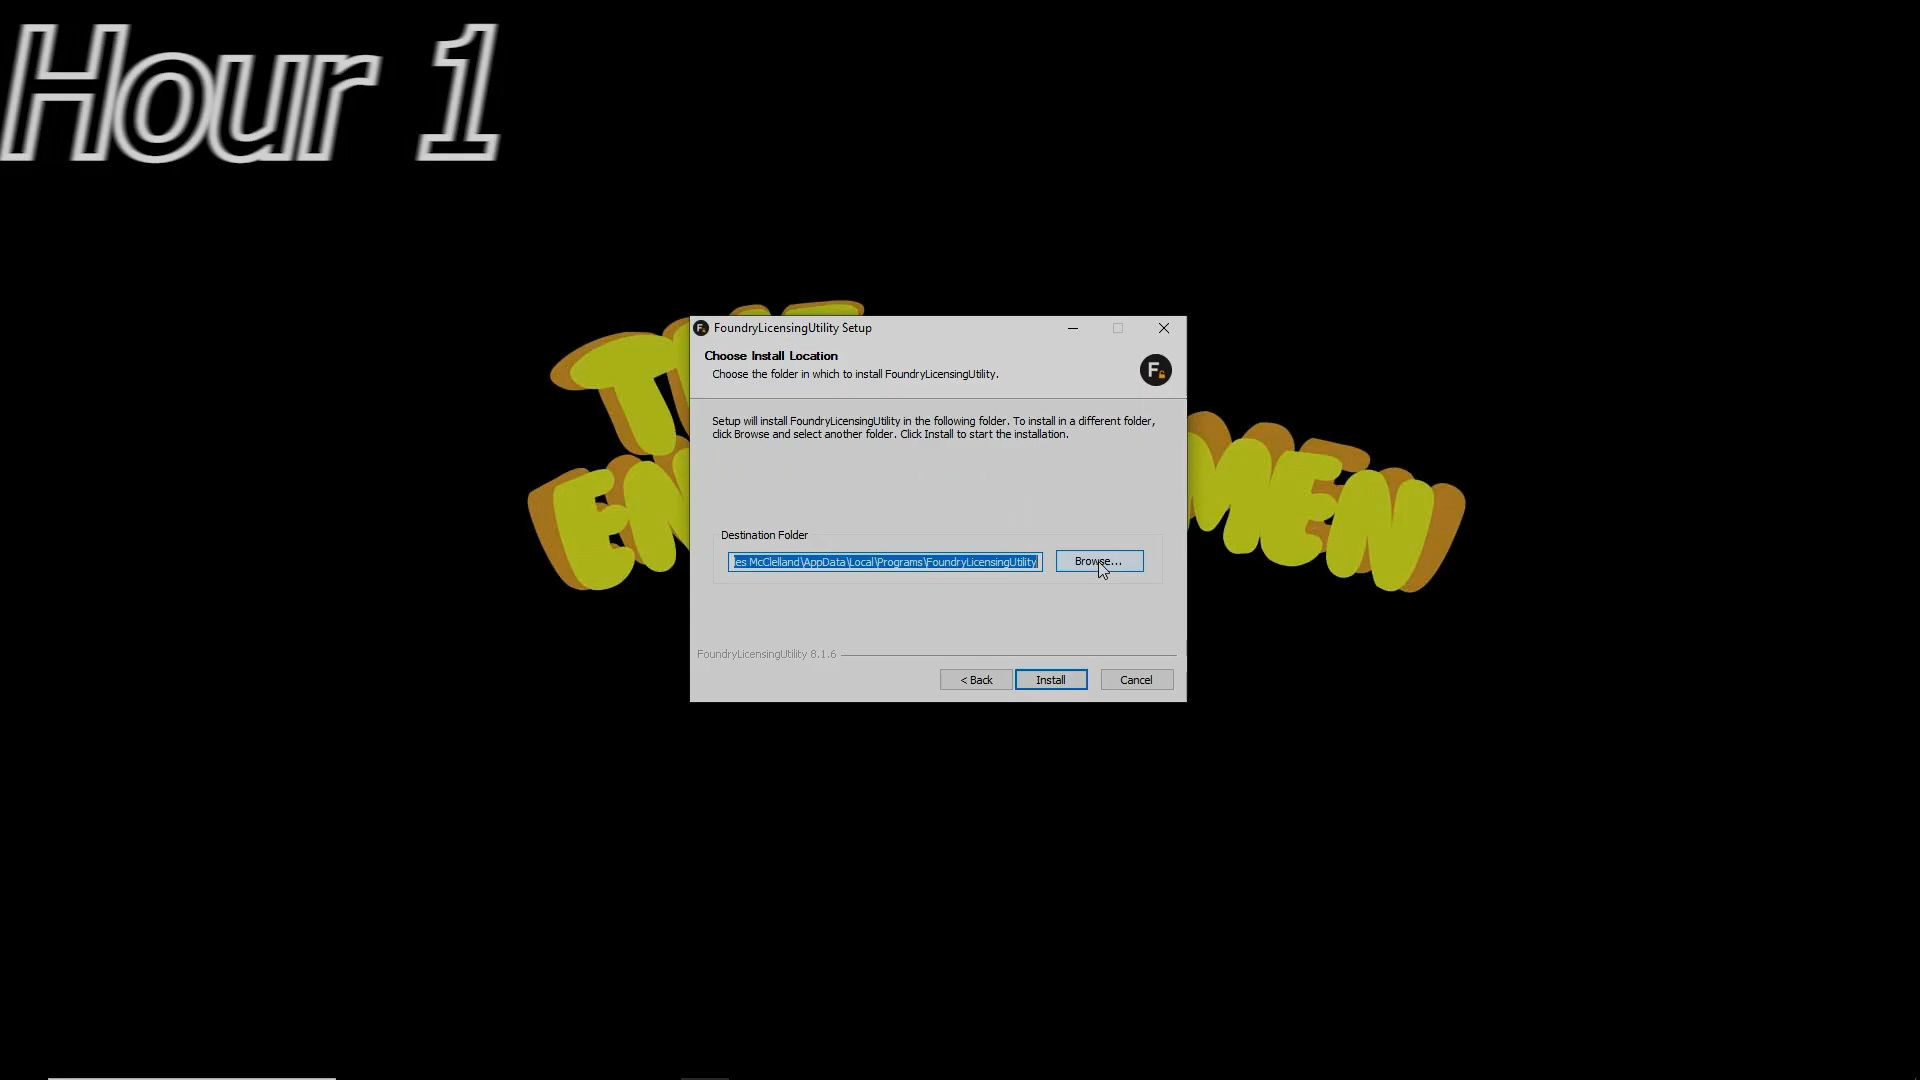 Hour 1
FoundryLicensingUtility Setup
Choose Install Location
Choose the folder in which to install FoundryLicensingUtility.
Setup will install FoundryLicensingUtility in the following folder. To install in a different folder,
click Browse and select another folder. Click Install to start the installation.
Destination Folder
es McClelland\AppData\Local\Programs\FoundryLicensingUtility
Browse...
FoundryLicensingUtility 8.1.6
< Back
Install
Cancel